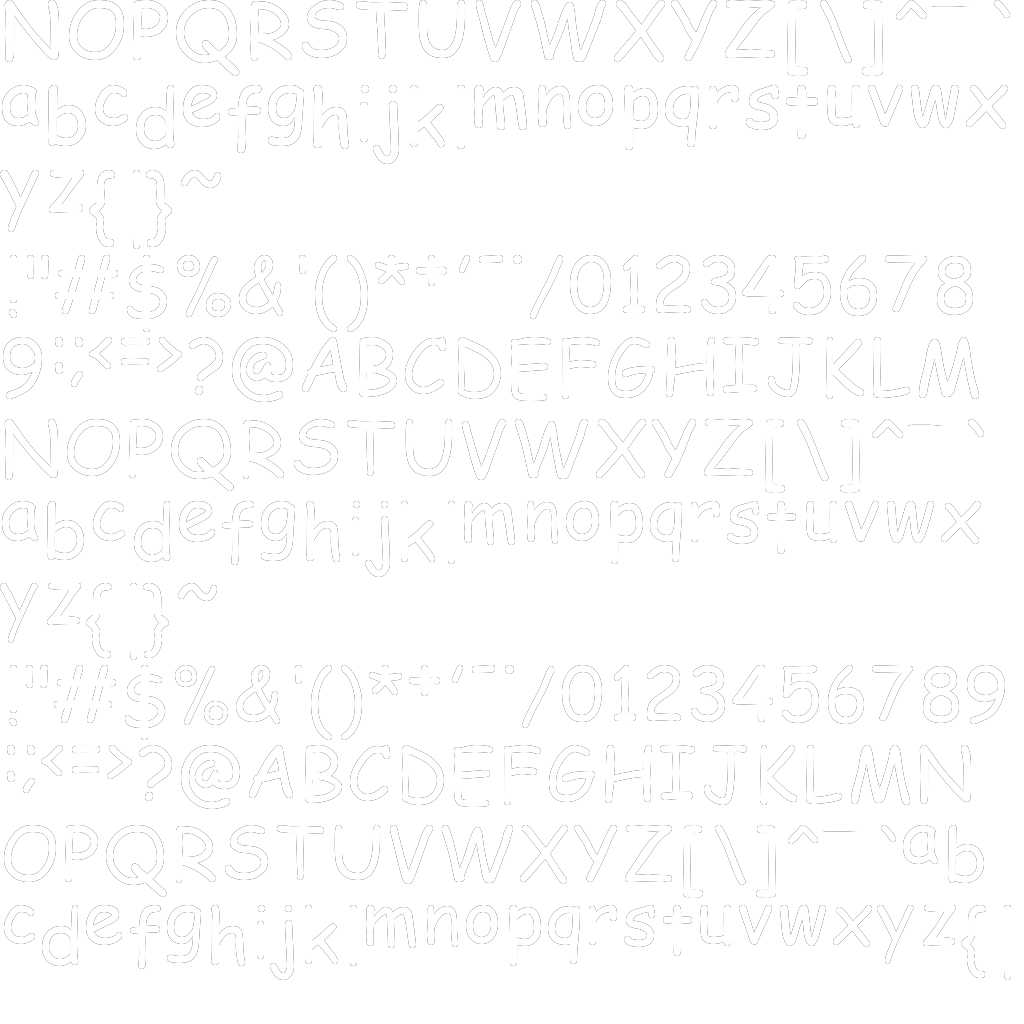 NOPQRSTUVWXYZ[\]^_`
abcdefghijklmnopqrstuvwx
yz{|}~
!"#$%&'()*+,-./012345678
9:;<=>?@ABCDEFGHIJKLM
NOPQRSTUVWXYZ[\]^_`
abcdefghijklmnopqrstuvwx
yz{|}~
!"#$%&'()*+,-./0123456789
:;<=>?@ABCDEFGHIJKLMN
OPQRSTUVWXYZ[\]^_`ab
cdefghijklmnopqrstuvwxyz{|